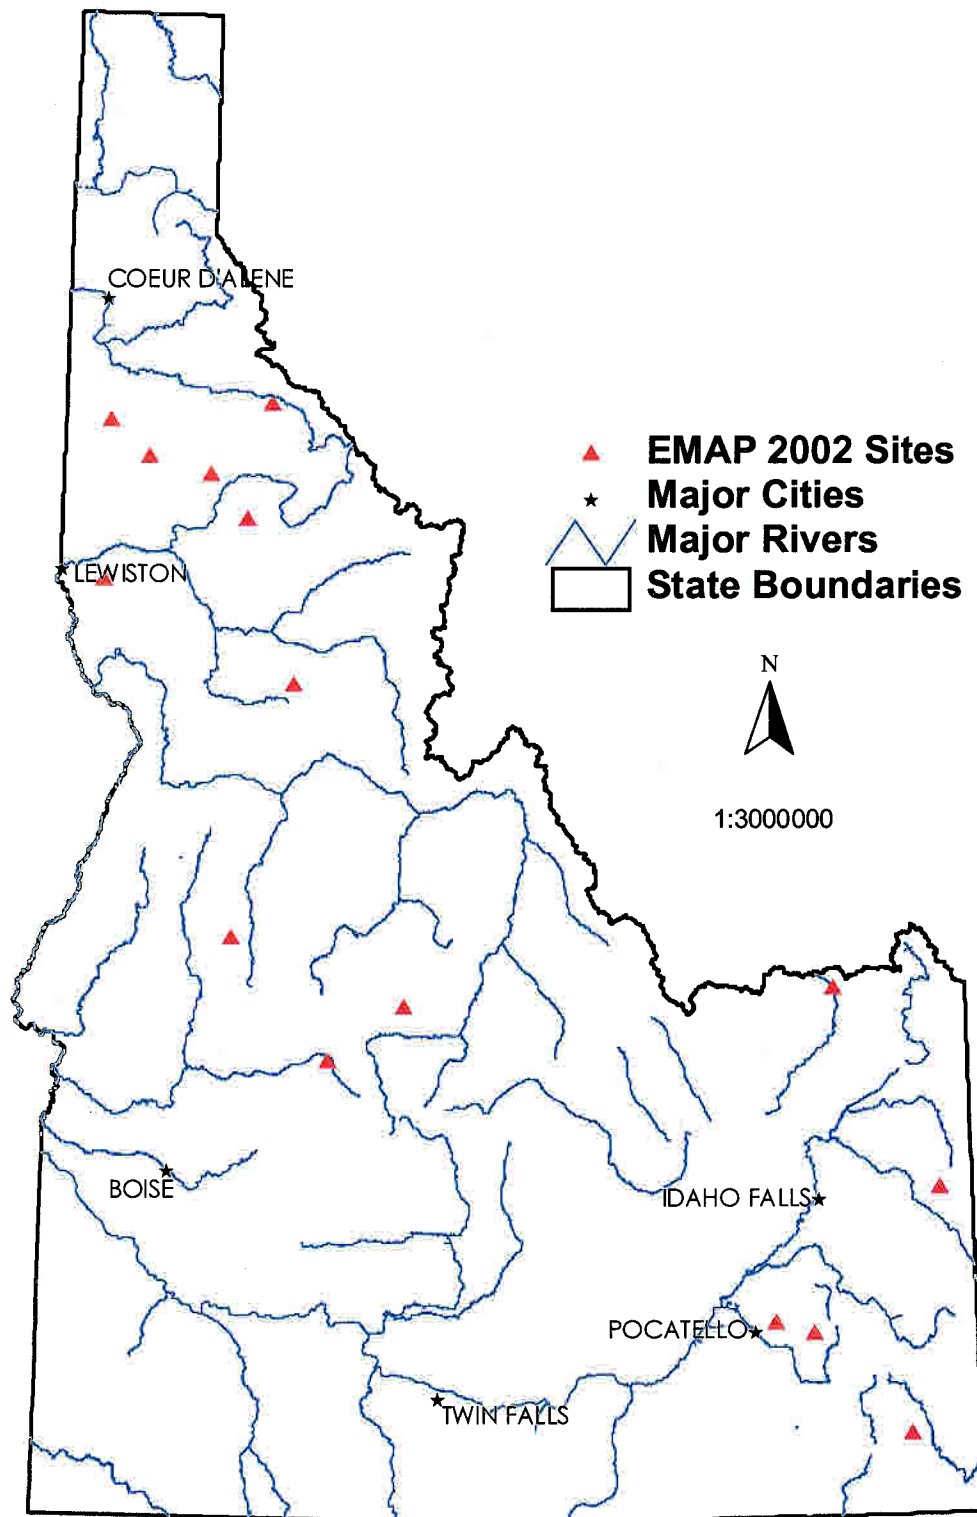 COEUR D'ALENE
EMAP 2002 Sites
Major Cities
Major Rivers
LEWISTON
State Boundaries
N
1:3000000
BOISE
IDAHO FALLS
POCATELLO
TWIN FALLS